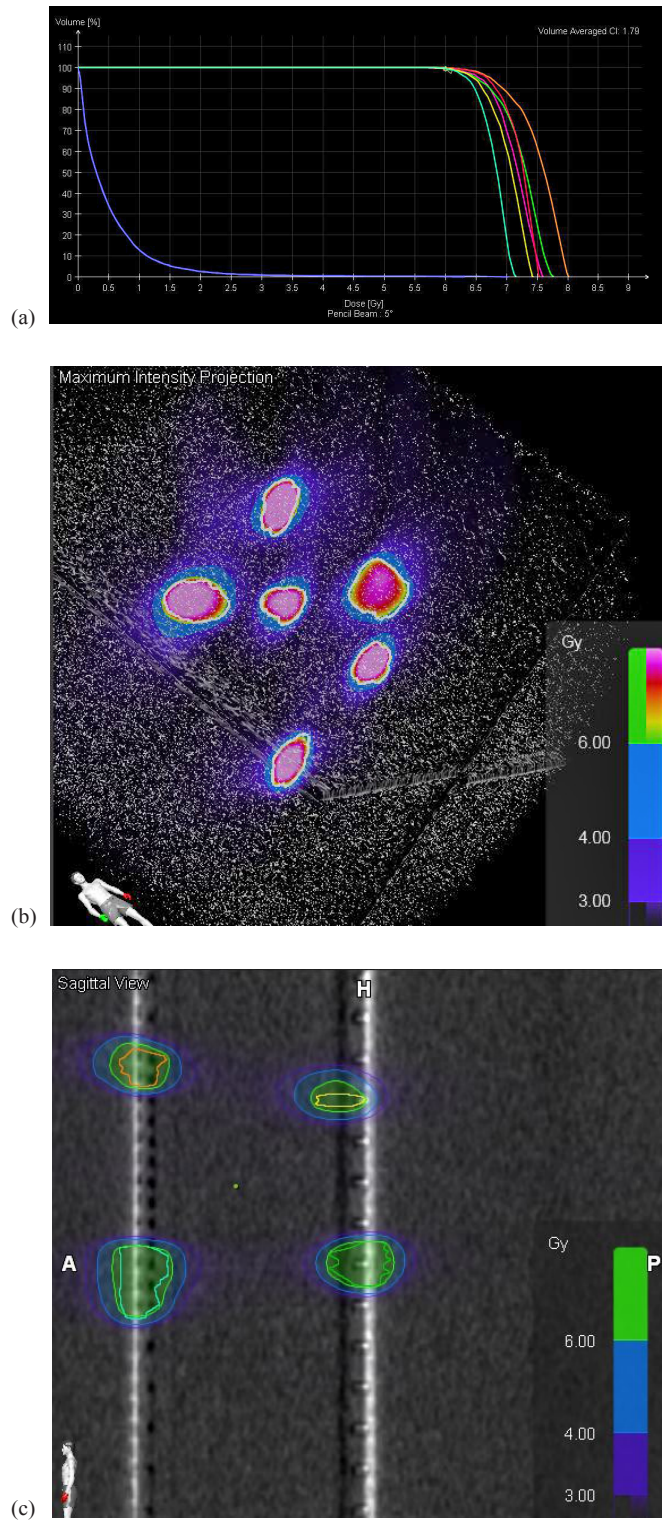 Volume [%]
Volume Averaged CI: 1.79
110
100
90
80
70
60
50
40
30
20
10
0
0 0.5 1 1.5 2 2.5 3 3.5 4 4.5 5 5.5 6 6.5 7 7.5 8 8.5 9
Dose [Gy]
Pencil Beam : 5°
(a)
Maximum Intensity Projection
Gy
6.00
4.00
3.00
(b)
Sagittal View
H
A
P
Gy
6.00
4.00
3.00
(c)